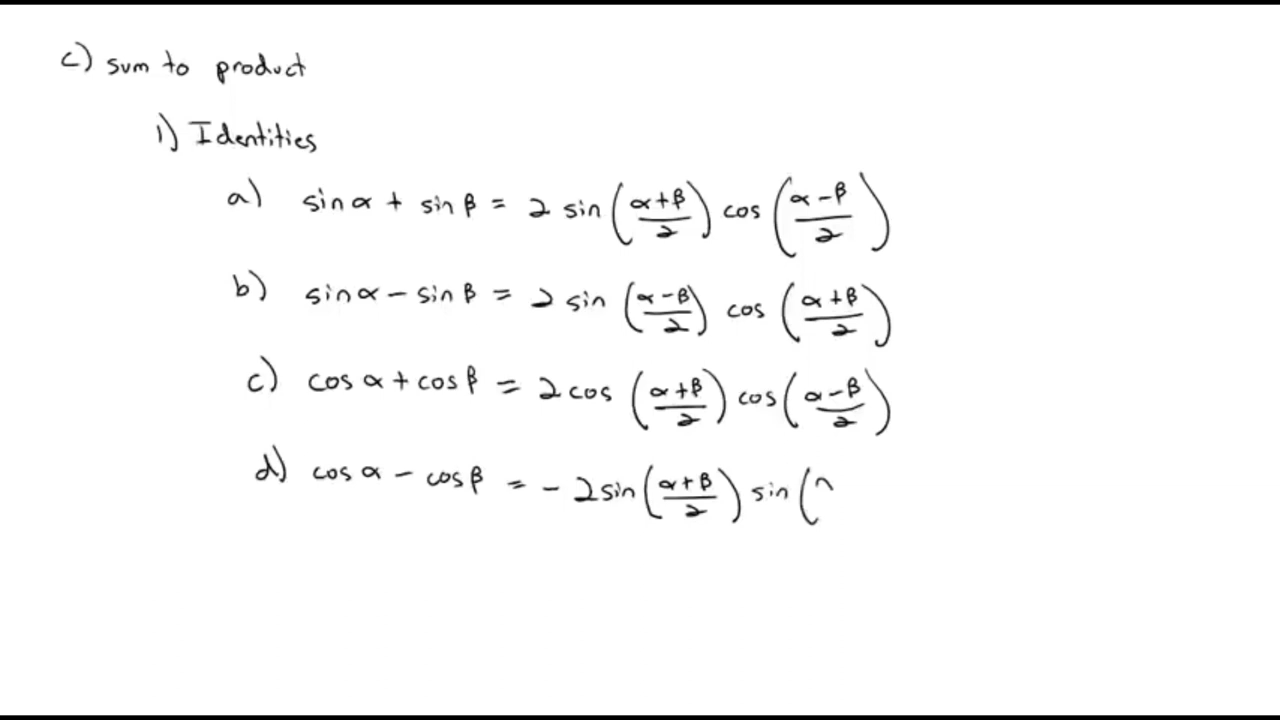 c) sum to product
1) Identities
a) sin α + sin β = 2 sin (α+β/2) cos (α-β/2)
b) sin α - sin β = 2 sin (α-β/2) cos (α+β/2)
c) cos α + cos β = 2 cos (α+β/2) cos (α-β/2)
d) cos α - cos β = - 2 sin (α+β/2) sin (